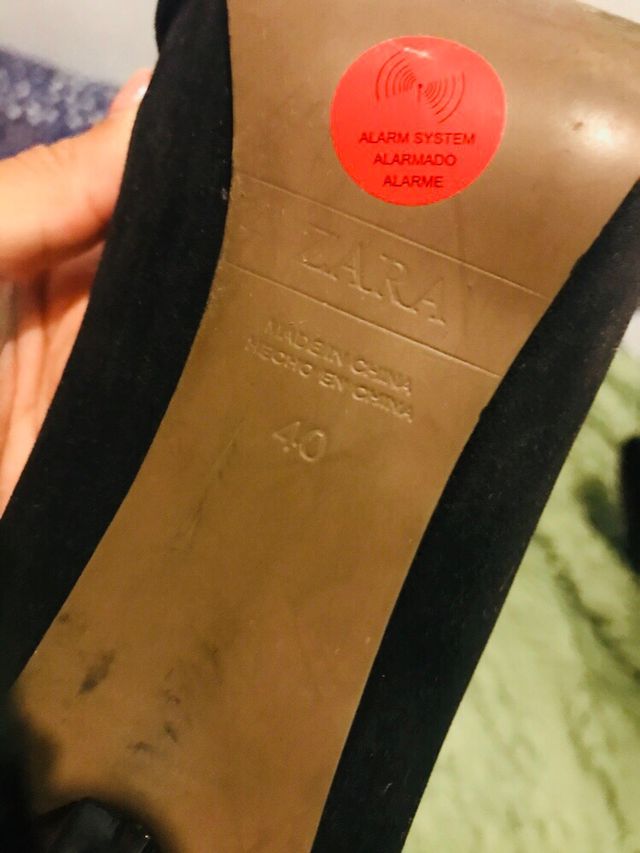 ALARM SYSTEM
ALARMADO
ALARME
ZARA
MADE IN CHINA
HECHO EN CHINA
40